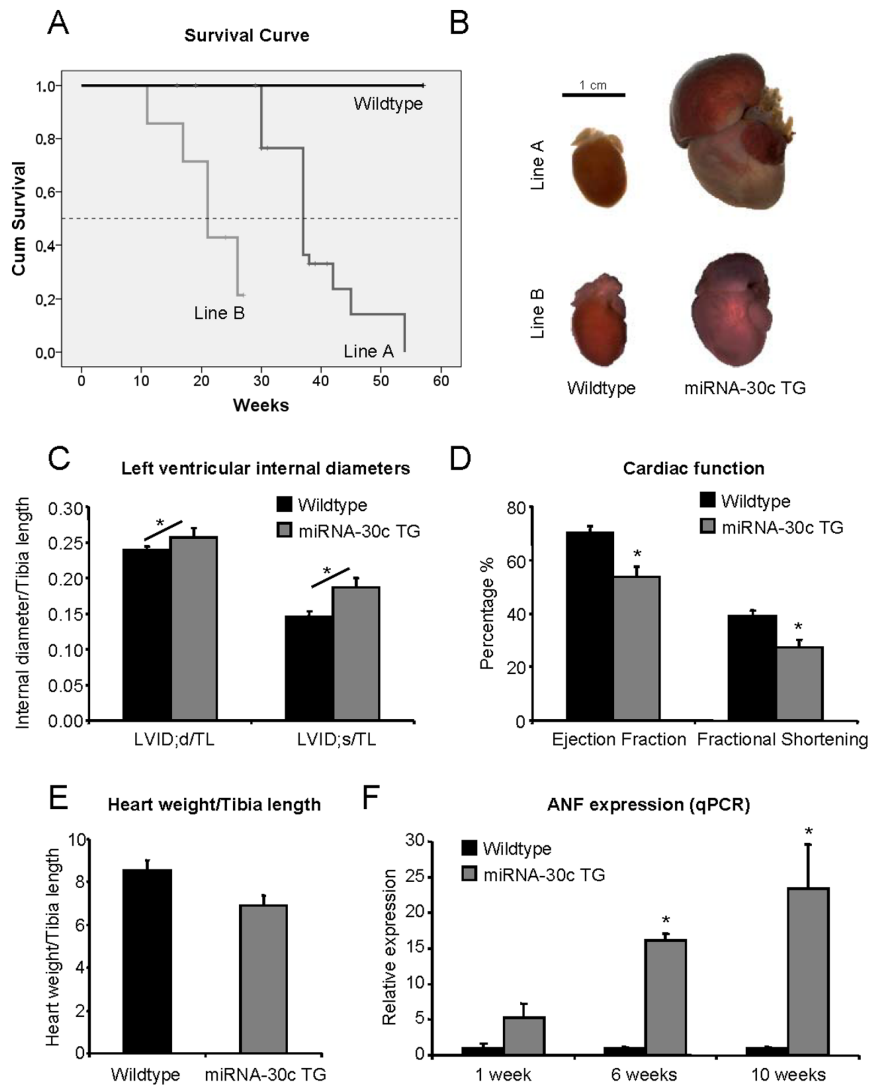 A
Survival Curve
Cum Survival
1,0
0,8
0,6
0,4
0,2
0,0
Wildtype
Line B
Line A
0 10 20 30 40 50 60
Weeks
B
1 cm
Line A
Line B
Wildtype miRNA-30c TG
C
Left ventricular internal diameters
Internal diameter/Tibia length
0.30
0.25
0.20
0.15
0.10
0.05
0.00
Wildtype
miRNA-30c TG
*
*
LVID;d/TL LVID;s/TL
D
Cardiac function
Percentage %
80
60
40
20
0
Wildtype
miRNA-30c TG
*
*
Ejection Fraction Fractional Shortening
E
Heart weight/Tibia length
Heart weight/Tibia length
10
8
6
4
2
0
Wildtype miRNA-30c TG
F
ANF expression (qPCR)
Relative expression
30
25
20
15
10
5
0
Wildtype
miRNA-30c TG
*
*
1 week 6 weeks 10 weeks